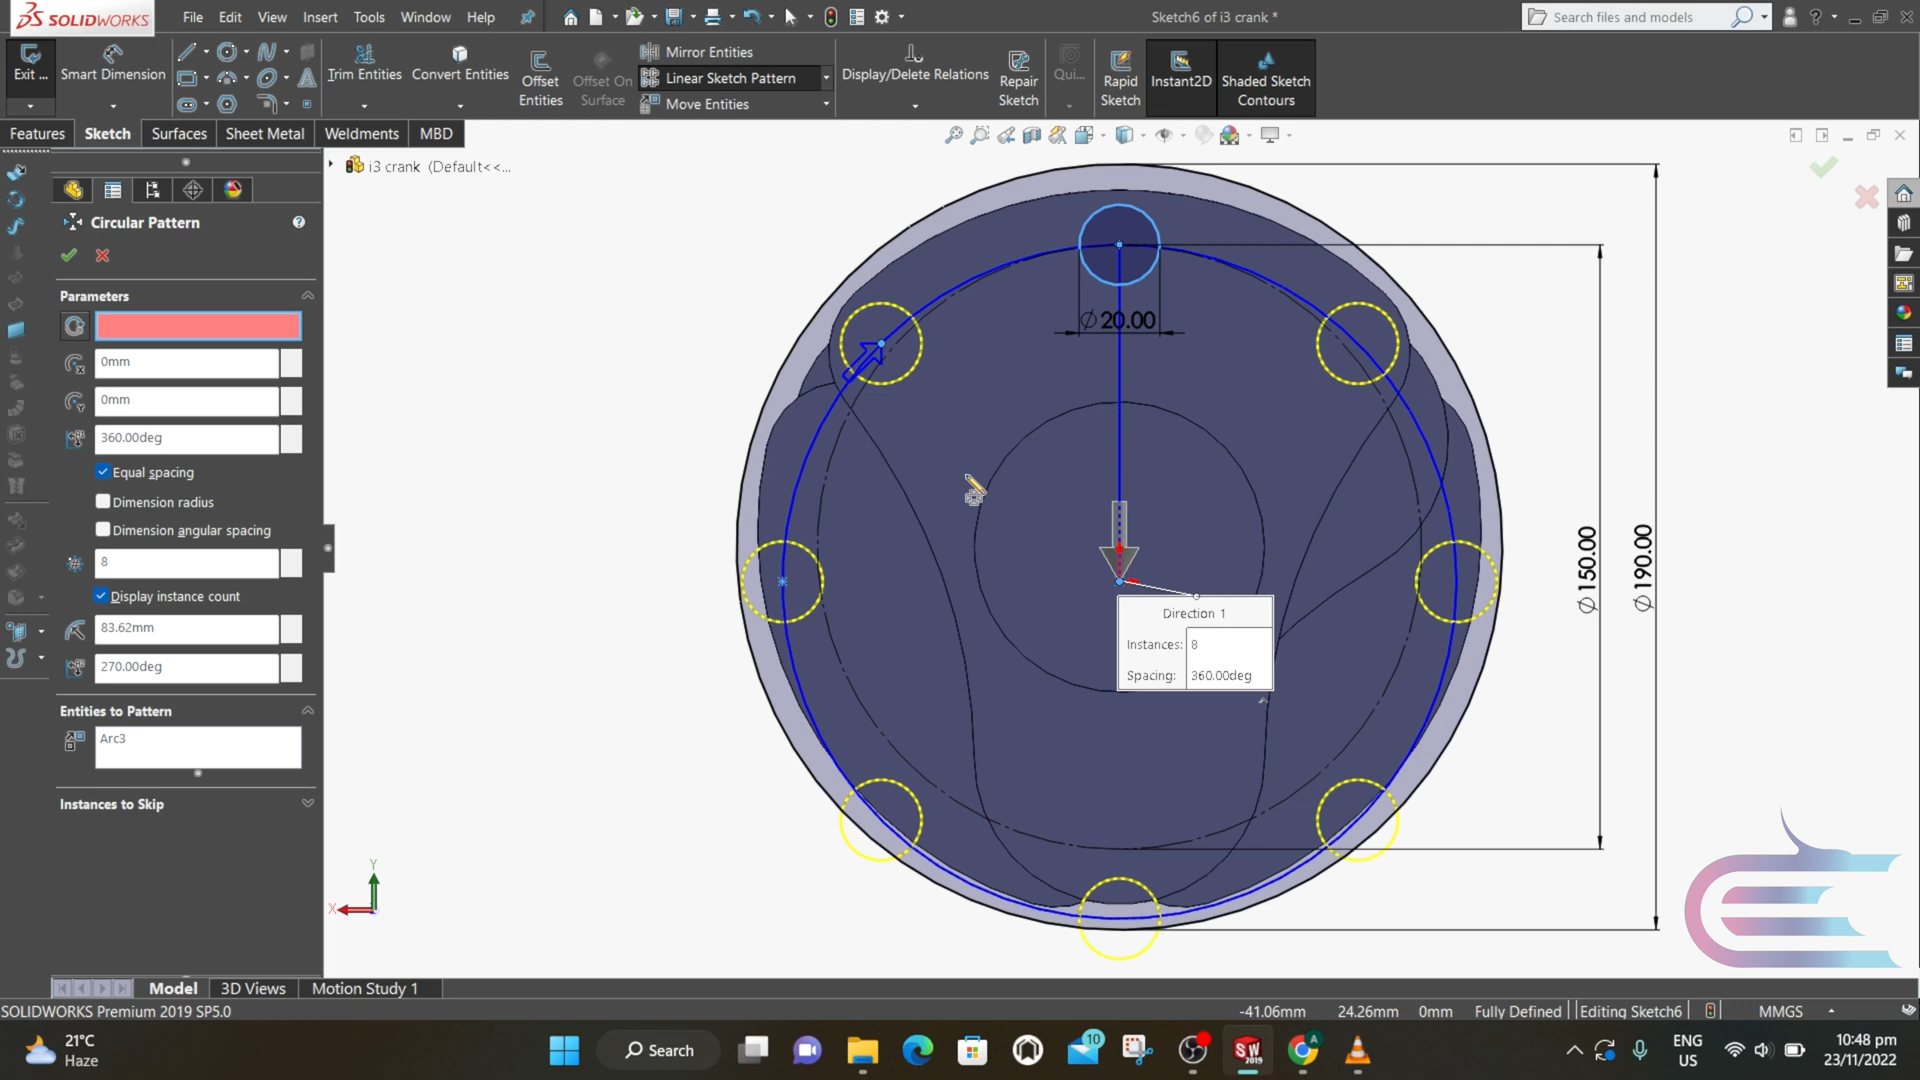 SOLIDWORKS
File Edit View Insert Tools Window Help
Sketch6 of i3 crank *
Search files and models
Exit ...
Smart Dimension
Trim Entities
Convert Entities
Offset Entities
Offset On Surface
Mirror Entities
Linear Sketch Pattern
Move Entities
Display/Delete Relations
Repair Sketch
Qui...
Rapid Sketch
Instant2D
Shaded Sketch Contours
Features Sketch Surfaces Sheet Metal Weldments MBD
i3 crank (Default<<...
Circular Pattern
Parameters
0mm
0mm
360.00deg
Equal spacing
Dimension radius
Dimension angular spacing
8
Display instance count
83.62mm
270.00deg
Entities to Pattern
Arc3
Instances to Skip
∅20.00
∅150.00
∅190.00
Direction 1
Instances: 8
Spacing: 360.00deg
Y
X
Model 3D Views Motion Study 1
SOLIDWORKS Premium 2019 SP5.0
-41.06mm 24.26mm 0mm Fully Defined Editing Sketch6 MMGS
21°C
Haze
Search
10
SW
2019
A
ENG
US
10:48 pm
23/11/2022